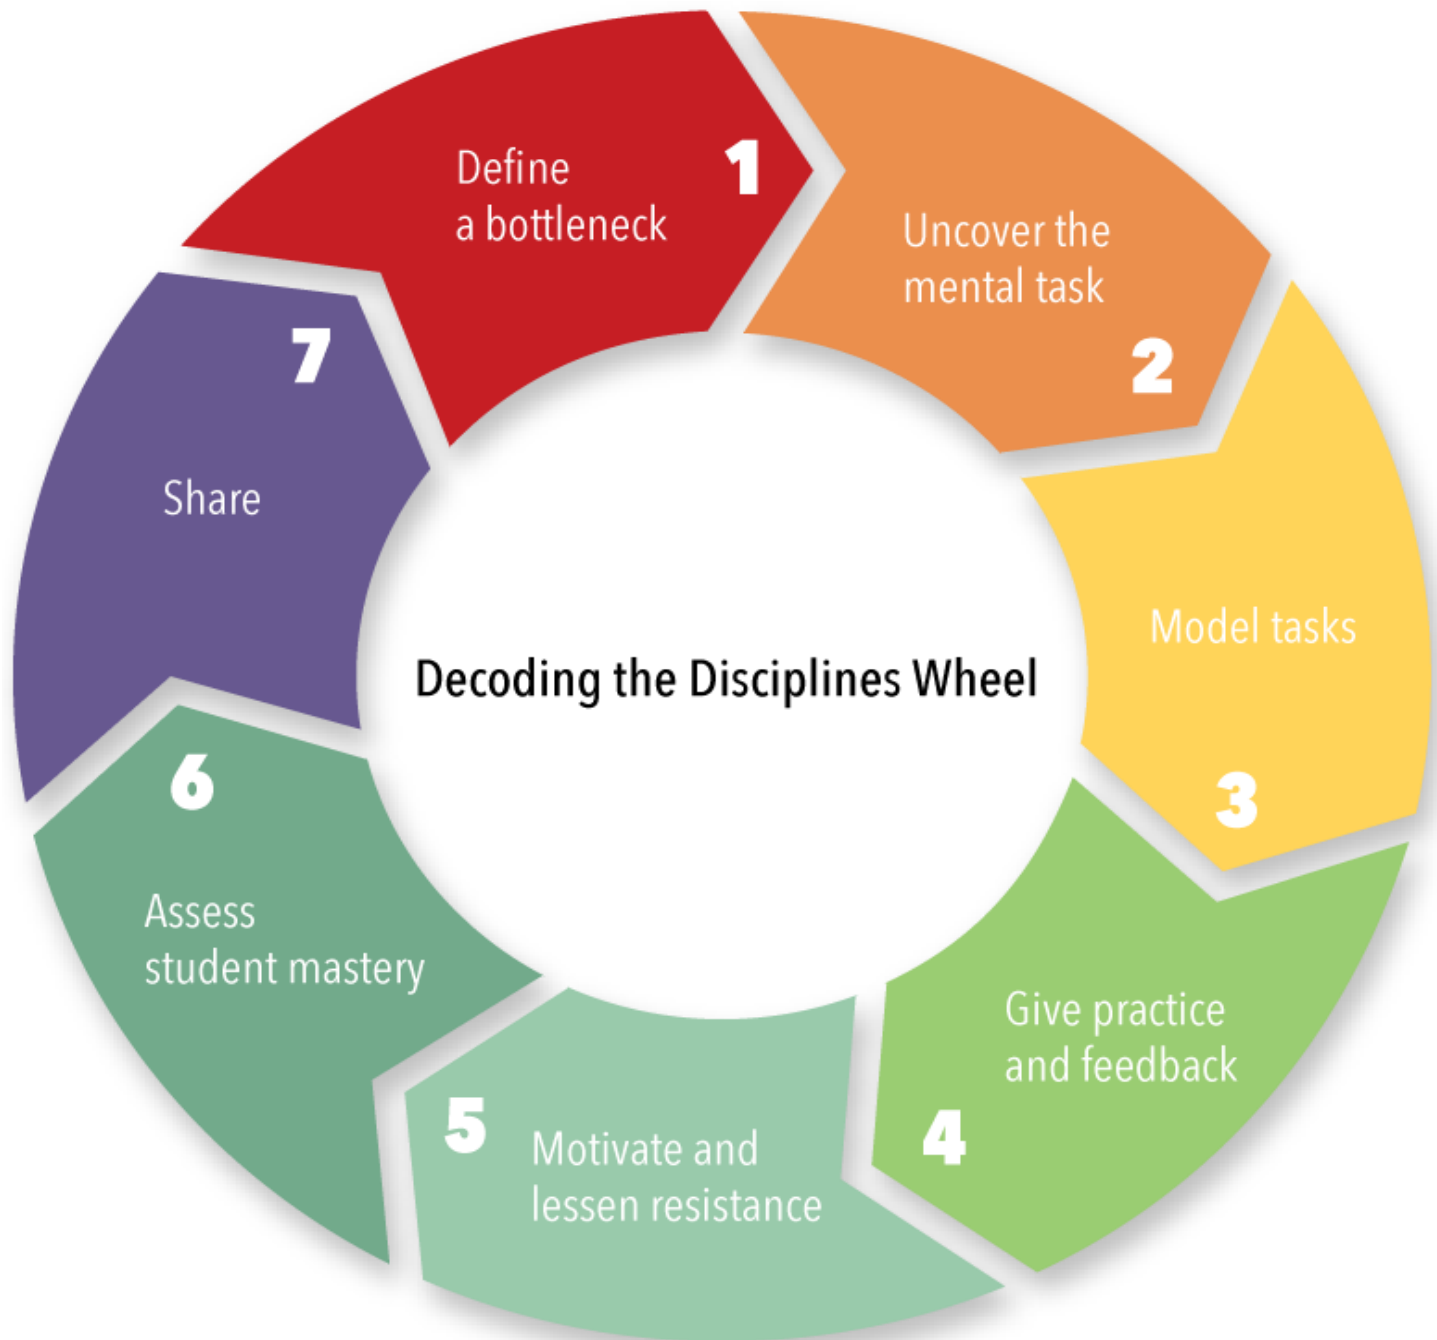 Define
a bottleneck
1
Uncover the
mental task
2
Model tasks
3
Give practice
and feedback
4
Motivate and
lessen resistance
5
Assess
student mastery
6
Share
7
Decoding the Disciplines Wheel